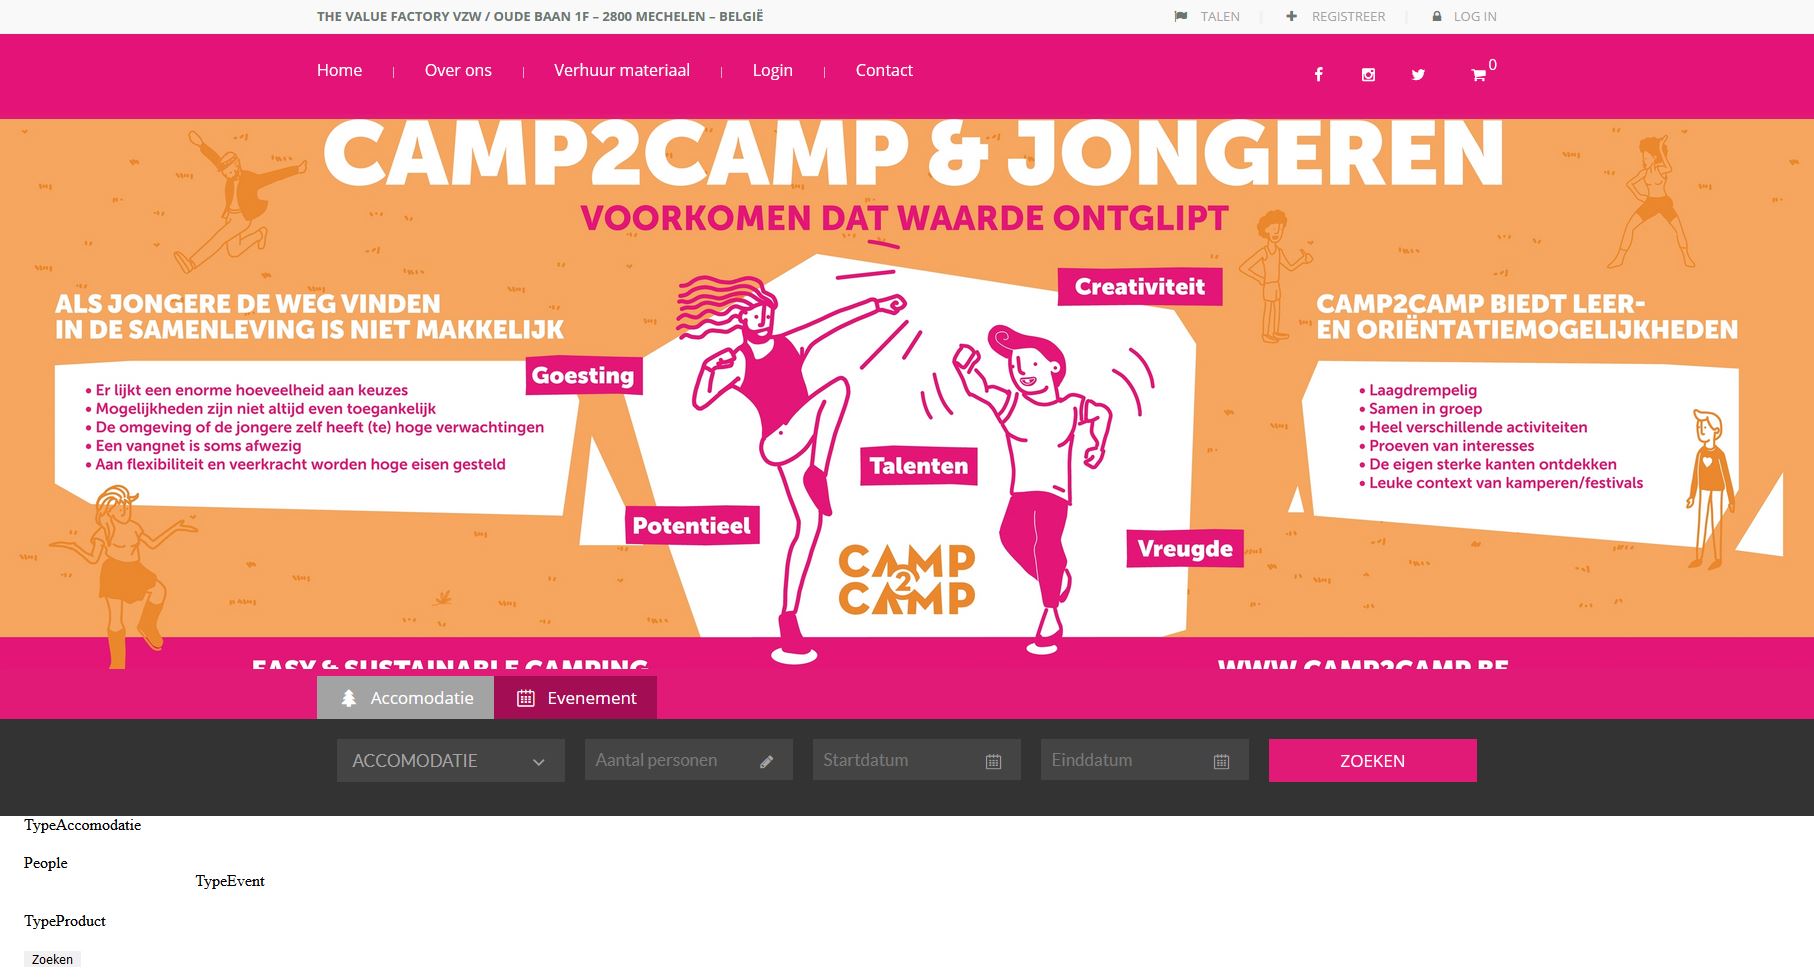 THE VALUE FACTORY VZW / OUDE BAAN 1F – 2800 MECHELEN – BELGIË
TALEN
REGISTREER
LOG IN
Home
Over ons
Verhuur materiaal
Login
Contact
0
CAMP2CAMP & JONGEREN
VOORKOMEN DAT WAARDE ONTGLIPT
ALS JONGERE DE WEG VINDEN
IN DE SAMENLEVING IS NIET MAKKELIJK
• Er lijkt een enorme hoeveelheid aan keuzes
• Mogelijkheden zijn niet altijd even toegankelijk
• De omgeving of de jongere zelf heeft (te) hoge verwachtingen
• Een vangnet is soms afwezig
• Aan flexibiliteit en veerkracht worden hoge eisen gesteld
Goesting
Potentieel
Creativiteit
Talenten
Vreugde
CAMP
2
CAMP
CAMP2CAMP BIEDT LEER-
EN ORIËNTATIEMOGELIJKHEDEN
• Laagdrempelig
• Samen in groep
• Heel verschillende activiteiten
• Proeven van interesses
• De eigen sterke kanten ontdekken
• Leuke context van kamperen/festivals
EASY & SUSTAINABLE CAMPING
WWW.CAMP2CAMP.BE
Accomodatie
Evenement
ACCOMODATIE
Aantal personen
Startdatum
Einddatum
ZOEKEN
TypeAccomodatie
People
TypeEvent
TypeProduct
Zoeken